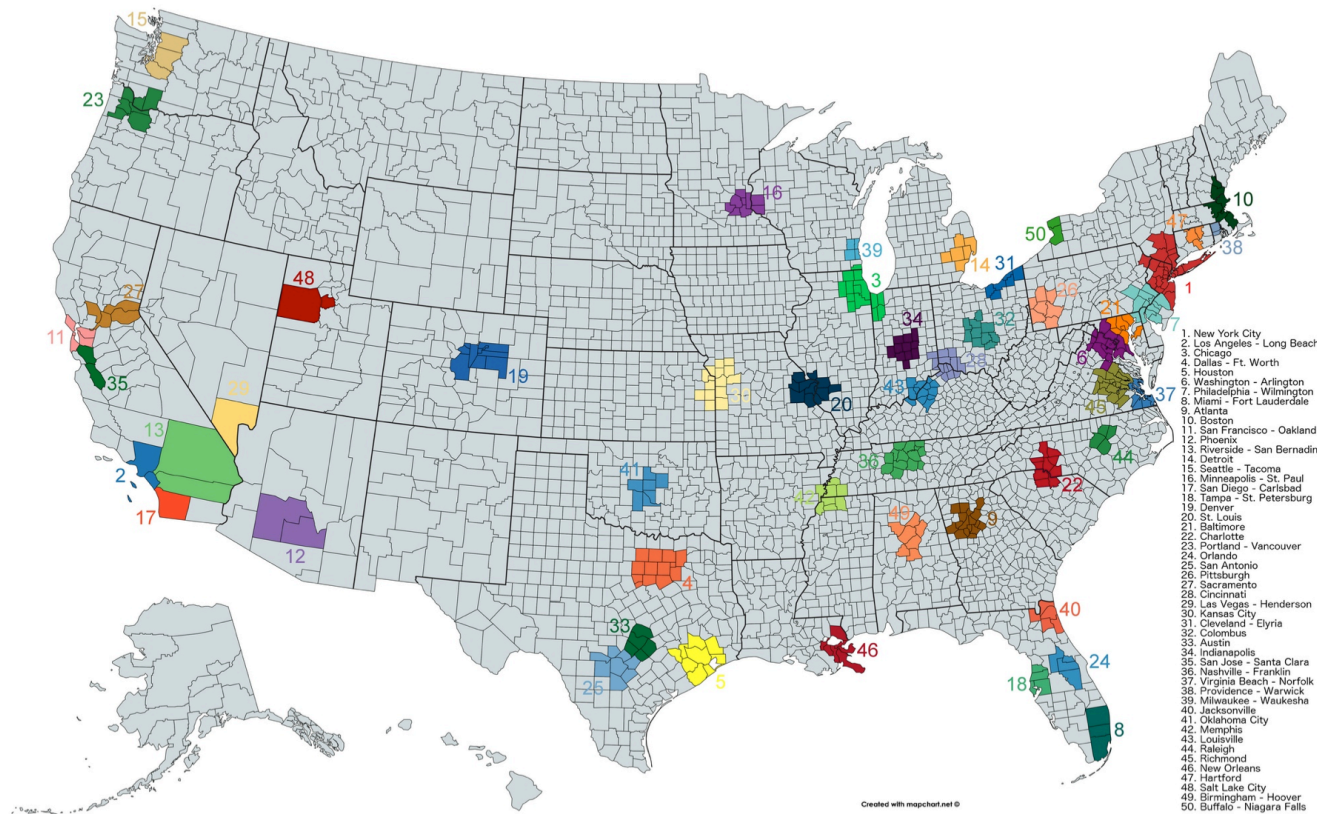 15
23
16
10
47
50
38
39
14
31
48
3
1
27
26
34
32
21
7
11
6
28
19
35
43
30
20
45
37
29
13
44
36
2
41
22
42
17
49
9
12
4
40
33
46
24
25
5
18
8
1. New York City
2. Los Angeles - Long Beach
3. Chicago
4. Dallas - Ft. Worth
5. Houston
6. Washington - Arlington
7. Philadelphia - Wilmington
8. Miami - Fort Lauderdale
9. Atlanta
10. Boston
11. San Francisco - Oakland
12. Phoenix
13. Riverside - San Bernadin
14. Detroit
15. Seattle - Tacoma
16. Minneapolis - St. Paul
17. San Diego - Carlsbad
18. Tampa - St. Petersburg
19. Denver
20. St. Louis
21. Baltimore
22. Charlotte
23. Portland - Vancouver
24. Orlando
25. San Antonio
26. Pittsburgh
27. Sacramento
28. Cincinnati
29. Las Vegas - Henderson
30. Kansas City
31. Cleveland - Elyria
32. Colombus
33. Austin
34. Indianapolis
35. San Jose - Santa Clara
36. Nashville - Franklin
37. Virginia Beach - Norfolk
38. Providence - Warwick
39. Milwaukee - Waukesha
40. Jacksonville
41. Oklahoma City
42. Memphis
43. Louisville
44. Raleigh
45. Richmond
46. New Orleans
47. Hartford
48. Salt Lake City
49. Birmingham - Hoover
50. Buffalo - Niagara Falls
Created with mapchart.net ©